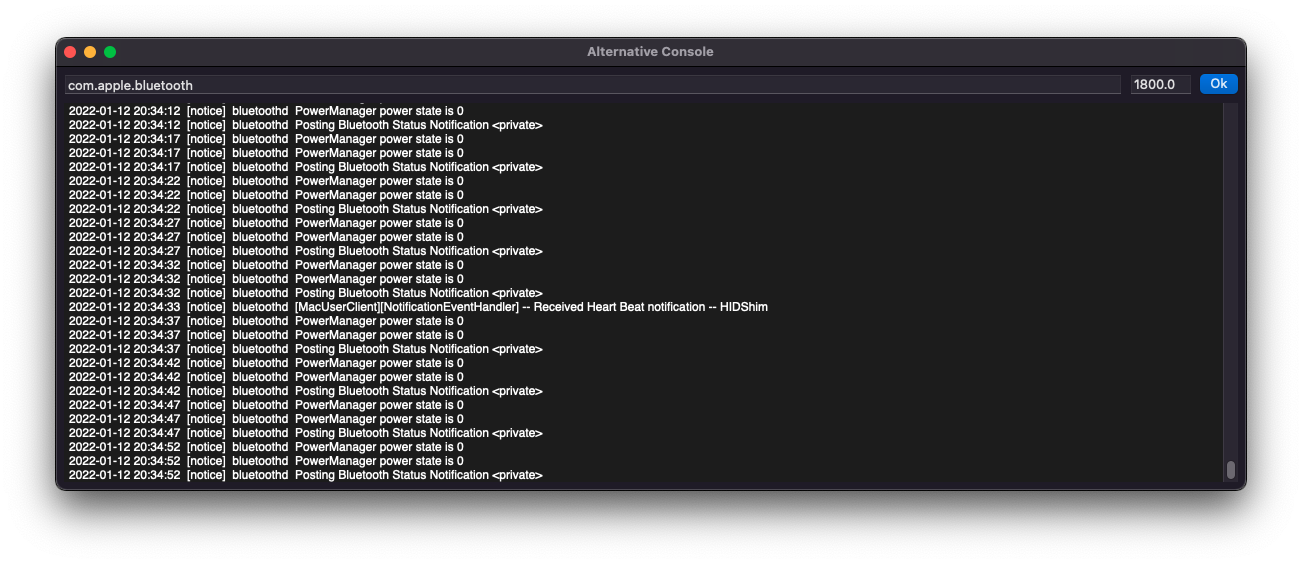 Alternative Console
com.apple.bluetooth 1800.0 Ok
2022-01-12 20:34:12 [notice] bluetoothd PowerManager power state is 0
2022-01-12 20:34:12 [notice] bluetoothd Posting Bluetooth Status Notification <private>
2022-01-12 20:34:17 [notice] bluetoothd PowerManager power state is 0
2022-01-12 20:34:17 [notice] bluetoothd PowerManager power state is 0
2022-01-12 20:34:17 [notice] bluetoothd Posting Bluetooth Status Notification <private>
2022-01-12 20:34:22 [notice] bluetoothd PowerManager power state is 0
2022-01-12 20:34:22 [notice] bluetoothd PowerManager power state is 0
2022-01-12 20:34:22 [notice] bluetoothd Posting Bluetooth Status Notification <private>
2022-01-12 20:34:27 [notice] bluetoothd PowerManager power state is 0
2022-01-12 20:34:27 [notice] bluetoothd PowerManager power state is 0
2022-01-12 20:34:27 [notice] bluetoothd Posting Bluetooth Status Notification <private>
2022-01-12 20:34:32 [notice] bluetoothd PowerManager power state is 0
2022-01-12 20:34:32 [notice] bluetoothd PowerManager power state is 0
2022-01-12 20:34:32 [notice] bluetoothd Posting Bluetooth Status Notification <private>
2022-01-12 20:34:33 [notice] bluetoothd [MacUserClient][NotificationEventHandler] -- Received Heart Beat notification -- HIDShim
2022-01-12 20:34:37 [notice] bluetoothd PowerManager power state is 0
2022-01-12 20:34:37 [notice] bluetoothd PowerManager power state is 0
2022-01-12 20:34:37 [notice] bluetoothd Posting Bluetooth Status Notification <private>
2022-01-12 20:34:42 [notice] bluetoothd PowerManager power state is 0
2022-01-12 20:34:42 [notice] bluetoothd PowerManager power state is 0
2022-01-12 20:34:42 [notice] bluetoothd Posting Bluetooth Status Notification <private>
2022-01-12 20:34:47 [notice] bluetoothd PowerManager power state is 0
2022-01-12 20:34:47 [notice] bluetoothd PowerManager power state is 0
2022-01-12 20:34:47 [notice] bluetoothd Posting Bluetooth Status Notification <private>
2022-01-12 20:34:52 [notice] bluetoothd PowerManager power state is 0
2022-01-12 20:34:52 [notice] bluetoothd PowerManager power state is 0
2022-01-12 20:34:52 [notice] bluetoothd Posting Bluetooth Status Notification <private>